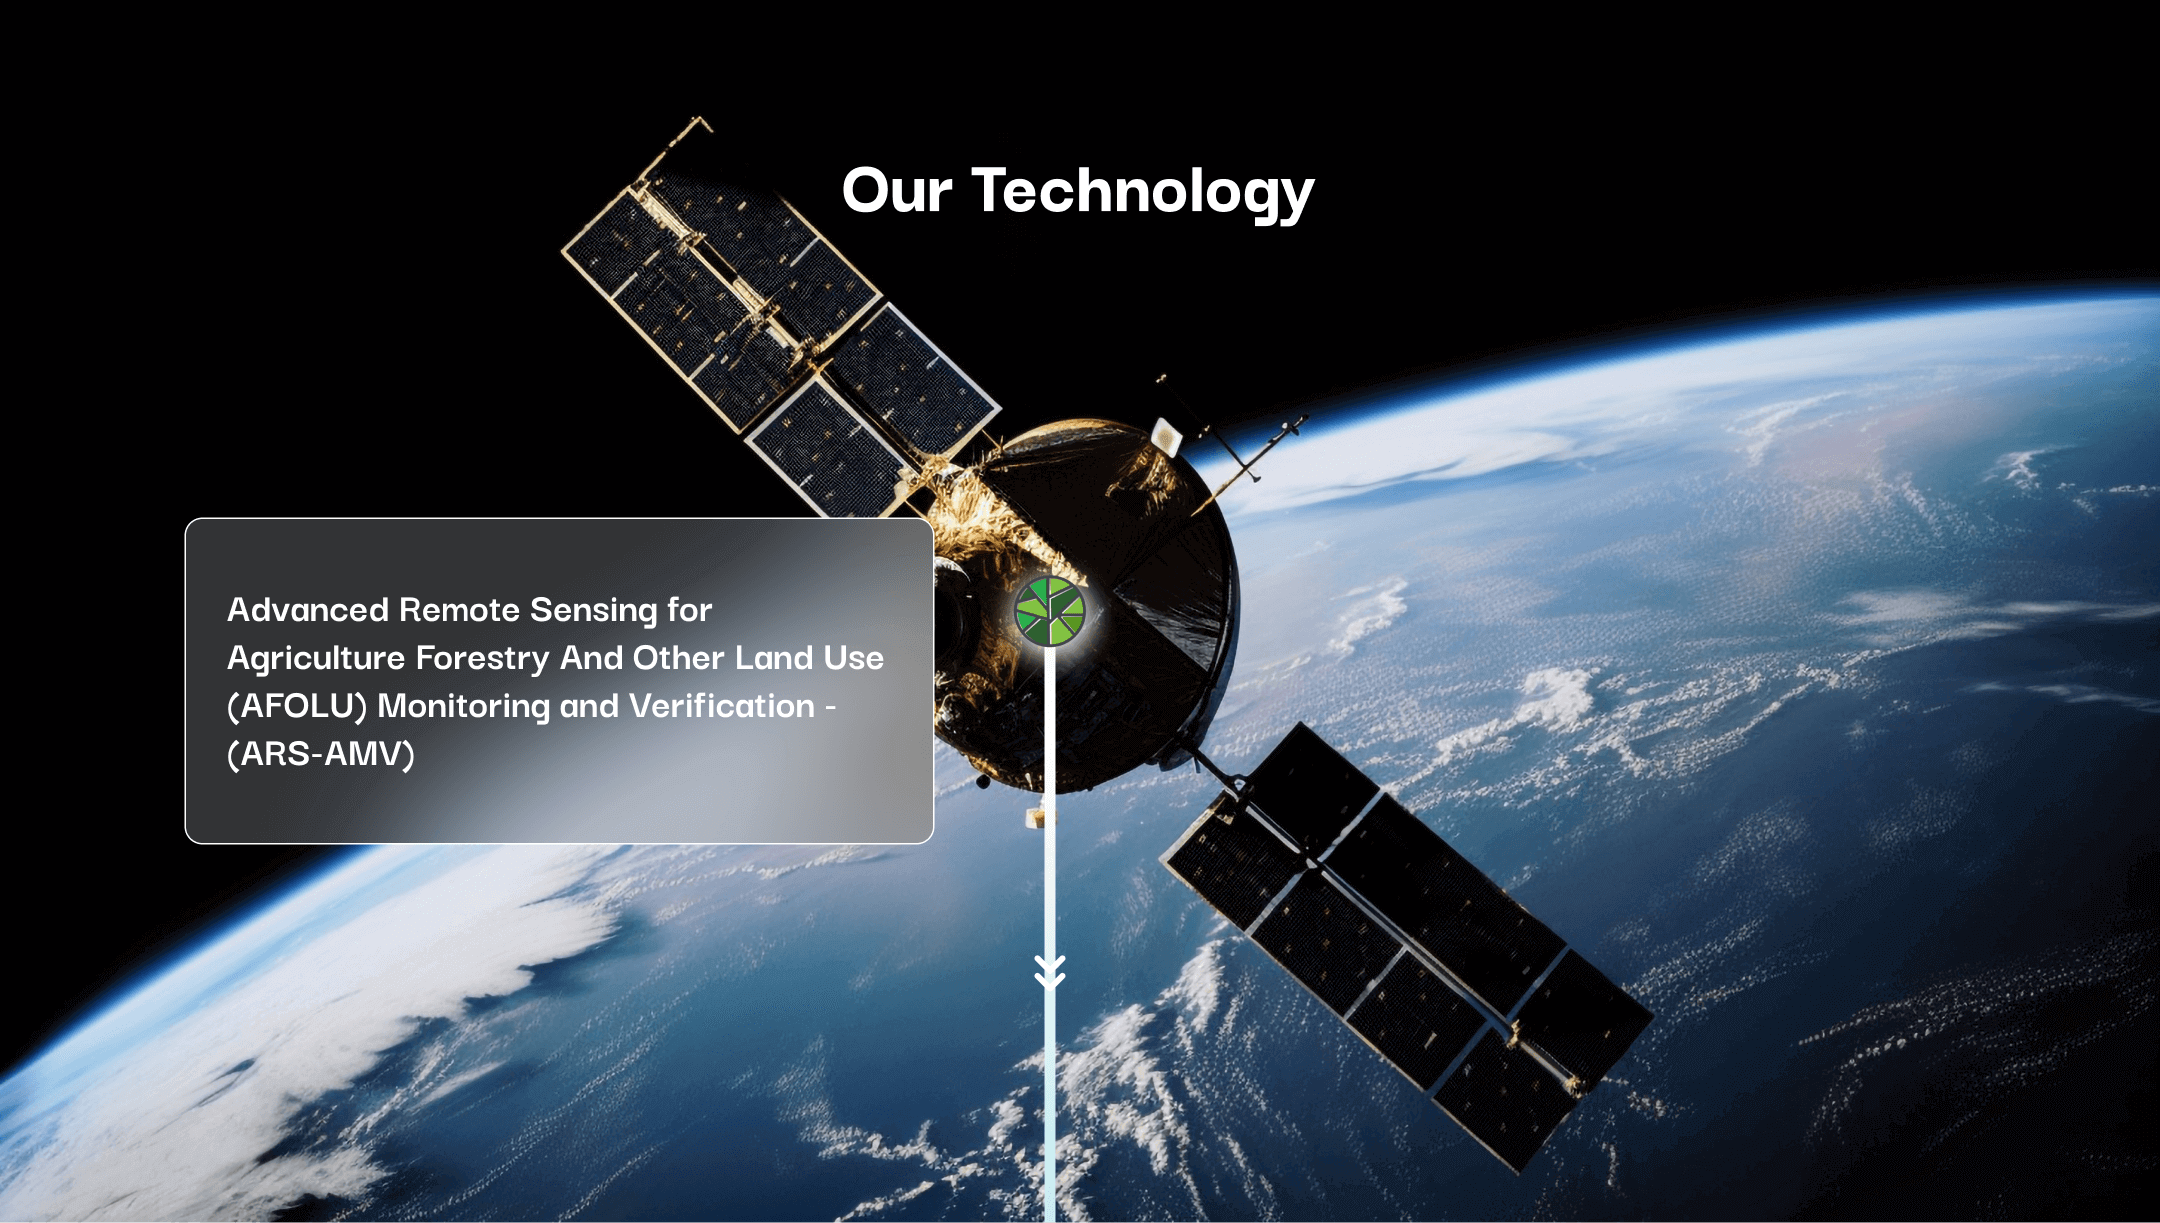 Our Technology
Advanced Remote Sensing for
Agriculture Forestry And Other Land Use
(AFOLU) Monitoring and Verification -
(ARS-AMV)